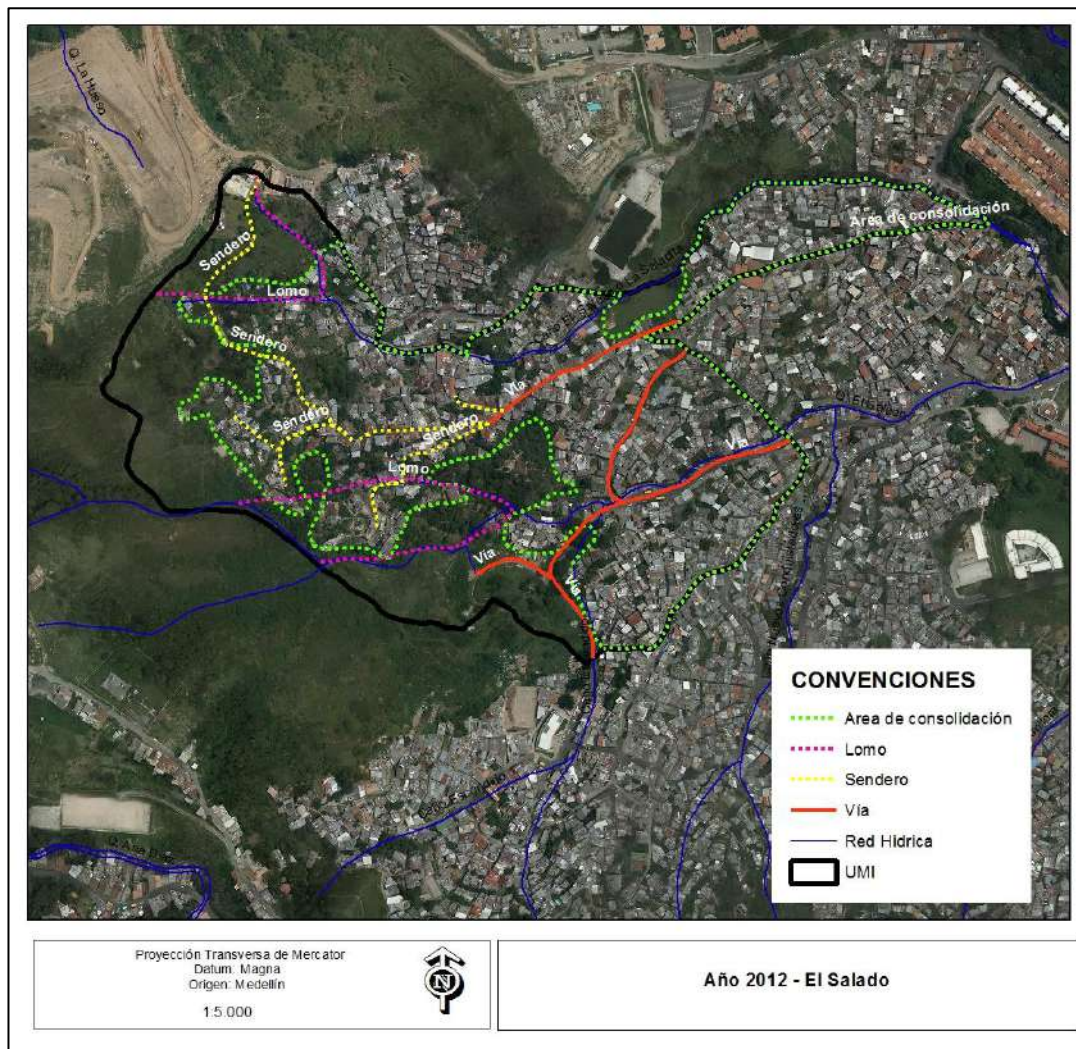 Q. La Huesa
Area de consolidación
Sendero
Lomo
Sendero
Vía
Sendero
Sendero
Vía
Lomo
Vía
Vía
CONVENCIONES
Area de consolidación
Lomo
Sendero
Vía
Red Hidrica
UMI
Proyección Transversa de Mercator
Datum: Magna
Origen: Medellín
1:5.000
N
Año 2012 - El Salado